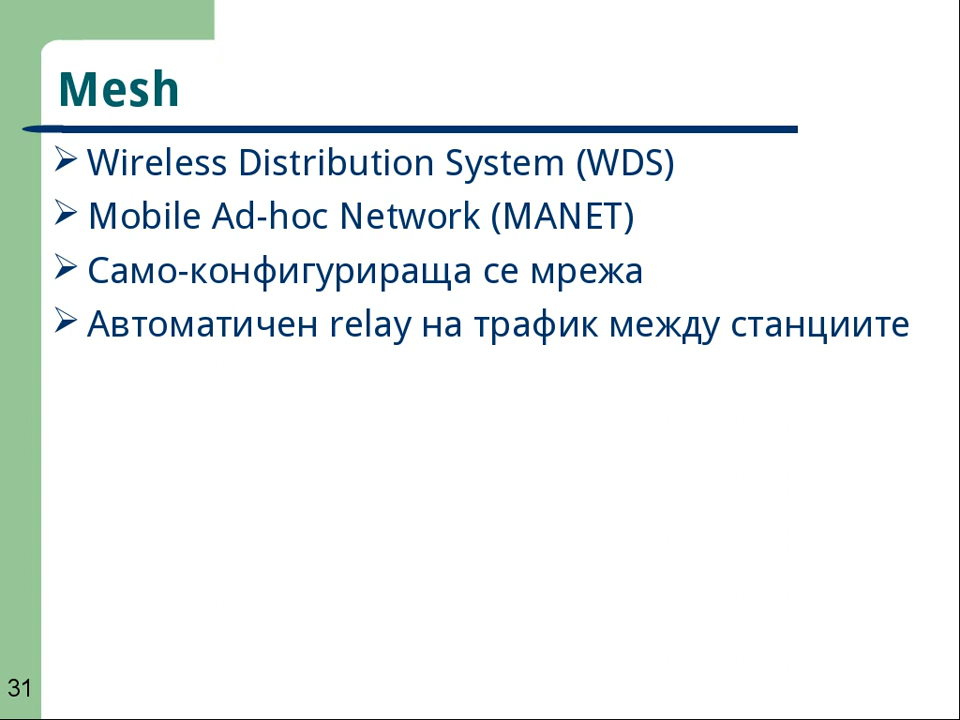 Mesh
Wireless Distribution System (WDS)
Mobile Ad-hoc Network (MANET)
Само-конфигурираща се мрежа
Автоматичен relay на трафик между станциите
31